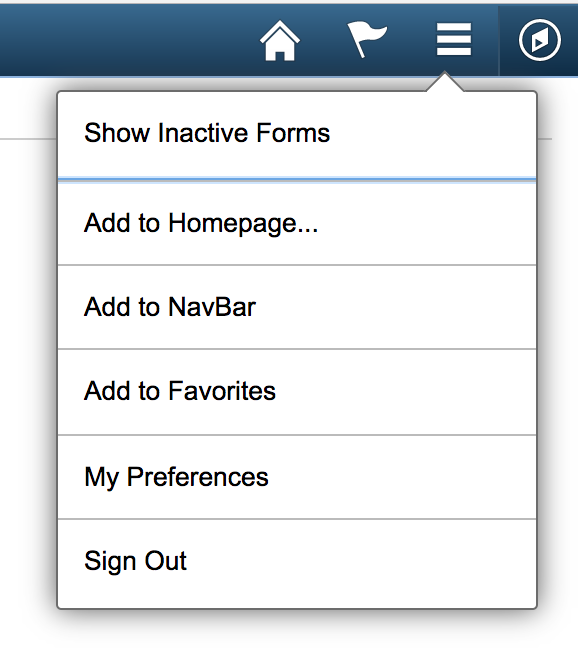 Show Inactive Forms
Add to Homepage...
Add to NavBar
Add to Favorites
My Preferences
Sign Out